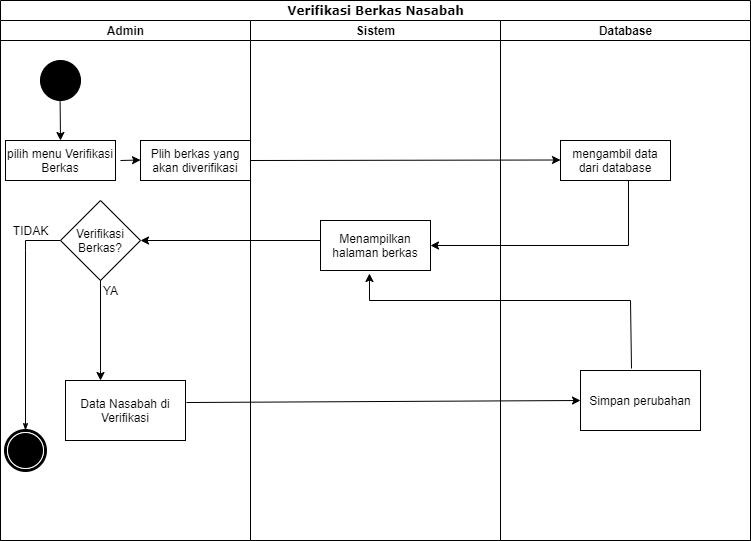 Verifikasi Berkas Nasabah
Admin
Sistem
Database
pilih menu Verifikasi
Berkas
Plih berkas yang
akan diverifikasi
mengambil data
dari database
TIDAK
Verifikasi
Berkas?
Menampilkan
halaman berkas
YA
Data Nasabah di
Verifikasi
Simpan perubahan